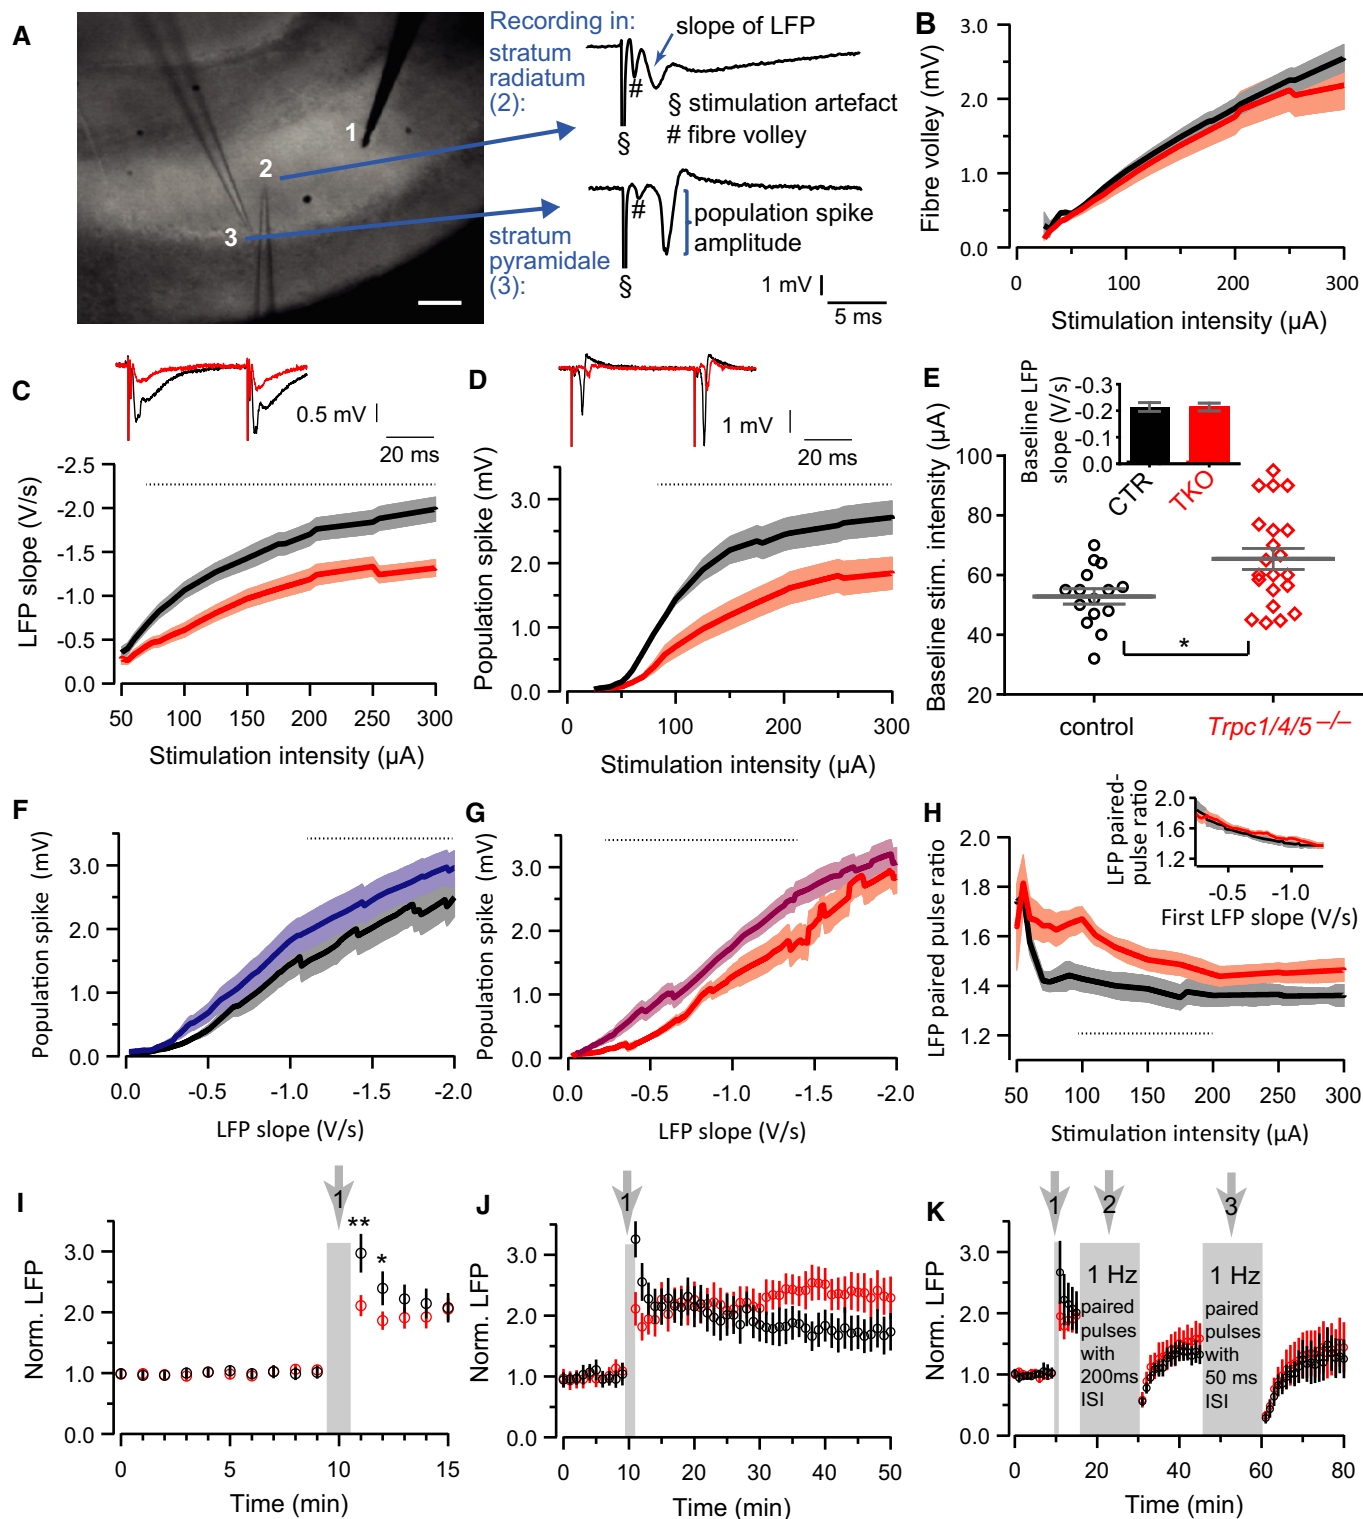 A
Recording in:
stratum
radiatum
(2):
slope of LFP
#
§
§ stimulation artefact
# fibre volley
1
2
3
stratum
pyramidale
(3):
#
§
population spike
amplitude
1 mV
5 ms
B
Fibre volley (mV)
3.0
2.0
1.0
0.0
0 100 200 300
Stimulation intensity (µA)
C
0.5 mV
20 ms
LFP slope (V/s)
-2.5
-2.0
-1.5
-1.0
-0.5
0.0
50 100 150 200 250 300
Stimulation intensity (µA)
D
1 mV
20 ms
Population spike (mV)
3.0
2.0
1.0
0.0
0 100 200 300
Stimulation intensity (µA)
E
Baseline LFP
slope (V/s)
-0.3
-0.2
-0.1
0.0
CTR
TKO
Baseline stim. intensity (µA)
100
80
60
40
20
*
control
Trpc1/4/5 −/−
F
Population spike (mV)
3.0
2.0
1.0
0.0
0.0 -0.5 -1.0 -1.5 -2.0
LFP slope (V/s)
G
Population spike (mV)
3.0
2.0
1.0
0.0
0.0 -0.5 -1.0 -1.5 -2.0
LFP slope (V/s)
H
LFP paired-
pulse ratio
2.0
1.6
1.2
-0.5 -1.0
First LFP slope (V/s)
LFP paired pulse ratio
2.0
1.8
1.6
1.4
1.2
50 100 150 200 250 300
Stimulation intensity (µA)
I
1
**
*
Norm. LFP
3.0
2.0
1.0
0.0
0 5 10 15
Time (min)
J
1
Norm. LFP
3.0
2.0
1.0
0.0
0 10 20 30 40 50
Time (min)
K
1
2
3
1 Hz
paired
pulses
with
200ms
ISI
1 Hz
paired
pulses
with
50 ms
ISI
Norm. LFP
3.0
2.0
1.0
0.0
0 20 40 60 80
Time (min)